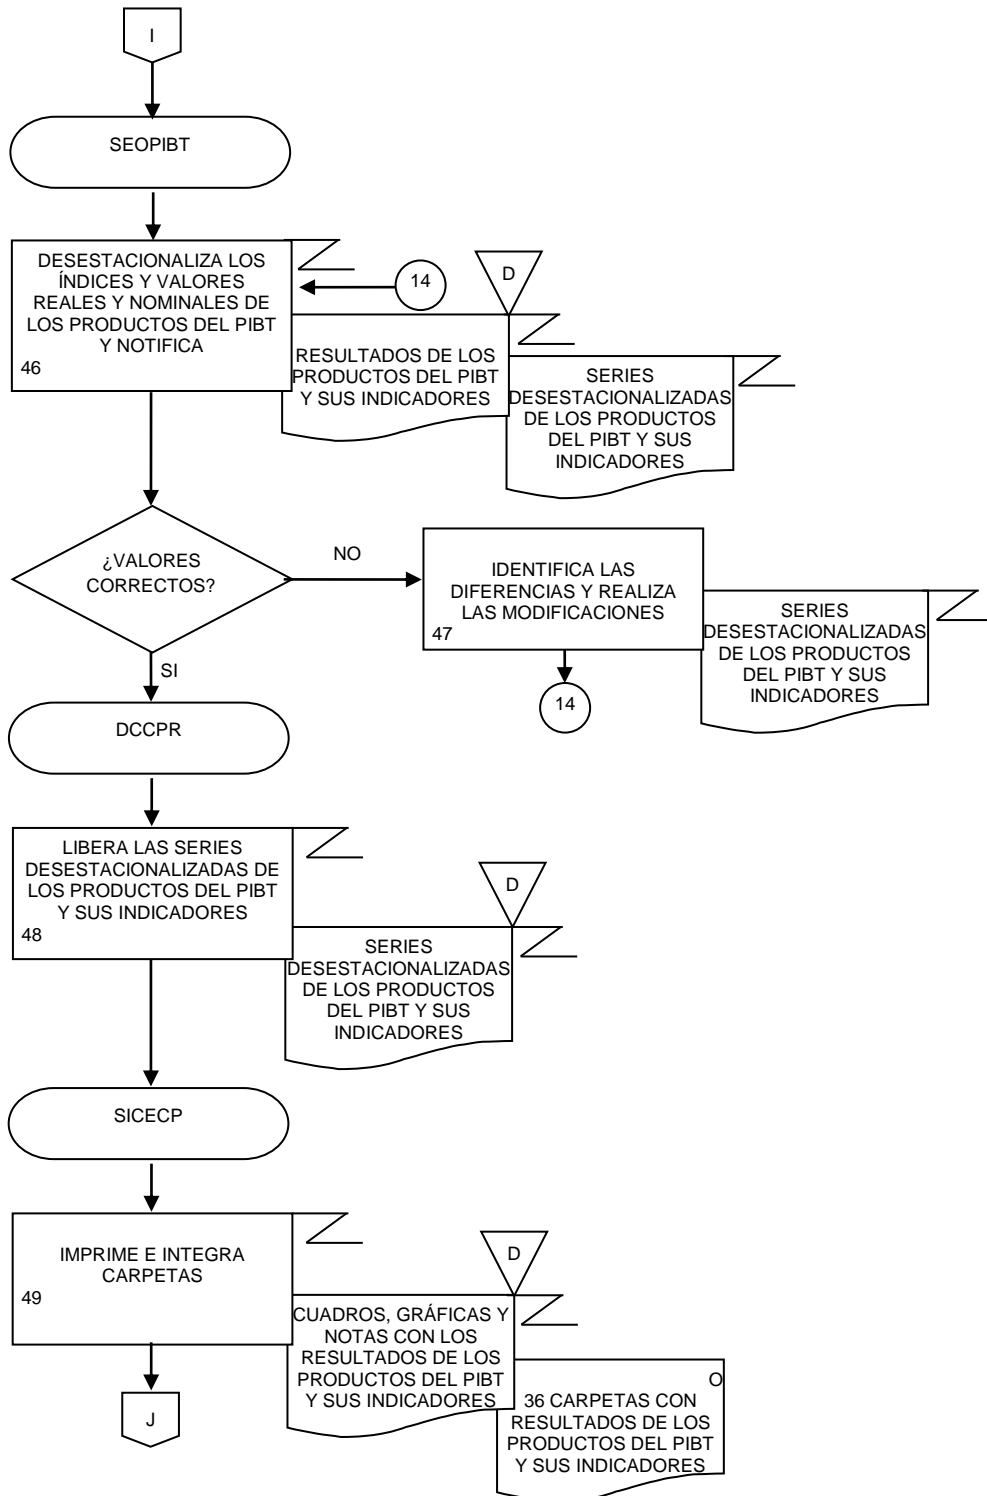 I
SEOPIBT
DESESTACIONALIZA LOS
ÍNDICES Y VALORES
REALES Y NOMINALES DE
LOS PRODUCTOS DEL PIBT
Y NOTIFICA
46
14
D
RESULTADOS DE LOS
PRODUCTOS DEL PIBT
Y SUS INDICADORES
SERIES
DESESTACIONALIZADAS
DE LOS PRODUCTOS
DEL PIBT Y SUS
INDICADORES
¿VALORES
CORRECTOS?
NO
IDENTIFICA LAS
DIFERENCIAS Y REALIZA
LAS MODIFICACIONES
47
SERIES
DESESTACIONALIZADAS
DE LOS PRODUCTOS
DEL PIBT Y SUS
INDICADORES
14
SI
DCCPR
LIBERA LAS SERIES
DESESTACIONALIZADAS DE
LOS PRODUCTOS DEL PIBT
Y SUS INDICADORES
48
D
SERIES
DESESTACIONALIZADAS
DE LOS PRODUCTOS
DEL PIBT Y SUS
INDICADORES
SICECP
IMPRIME E INTEGRA
CARPETAS
49
D
CUADROS, GRÁFICAS Y
NOTAS CON LOS
RESULTADOS DE LOS
PRODUCTOS DEL PIBT
Y SUS INDICADORES
O
36 CARPETAS CON
RESULTADOS DE LOS
PRODUCTOS DEL PIBT
Y SUS INDICADORES
J